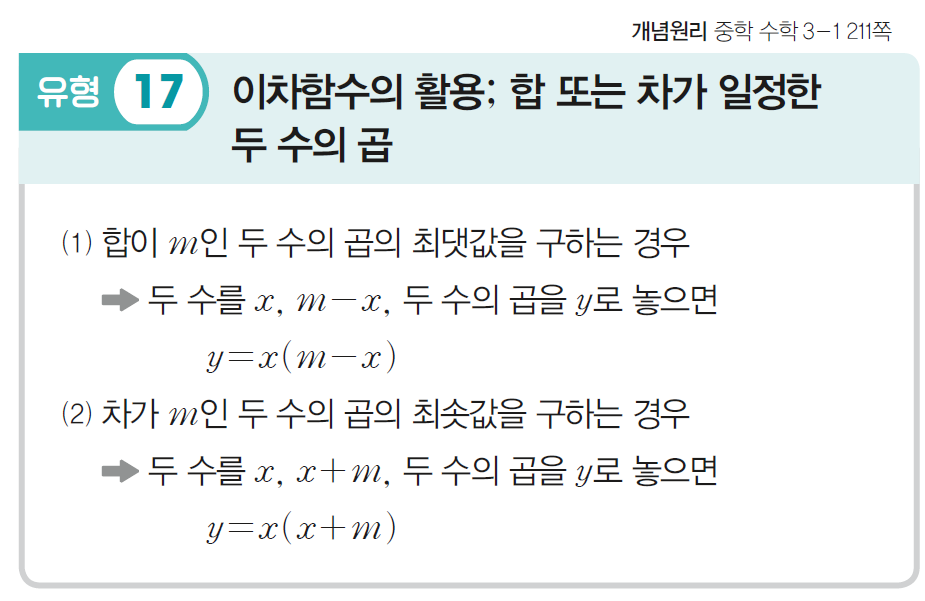 개념원리 중학 수학 3-1 211쪽
유형 17 이차함수의 활용; 합 또는 차가 일정한
두 수의 곱
(1) 합이 m인 두 수의 곱의 최댓값을 구하는 경우
➡ 두 수를 x, m-x, 두 수의 곱을 y로 놓으면
y=x(m-x)
(2) 차가 m인 두 수의 곱의 최솟값을 구하는 경우
➡ 두 수를 x, x+m, 두 수의 곱을 y로 놓으면
y=x(x+m)